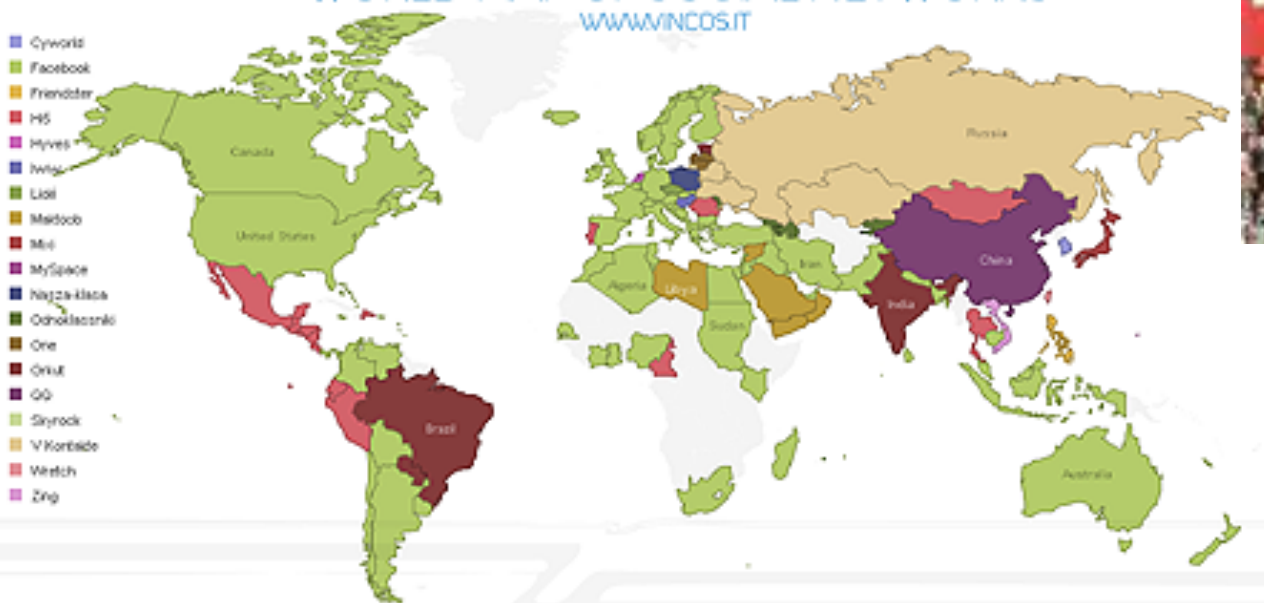 WWW.VINCOS.IT
Cyworld
Facebook
Friendster
Hi5
Hyves
Iwiw
Lidé
Maktoob
Mixi
MySpace
Nasza-klasa
Odnoklassniki
One
Orkut
QQ
Skyrock
V Kontakte
Wretch
Zing
Canada
United States
Brazil
Russia
China
Iran
India
Algeria
Libya
Sudan
Australia